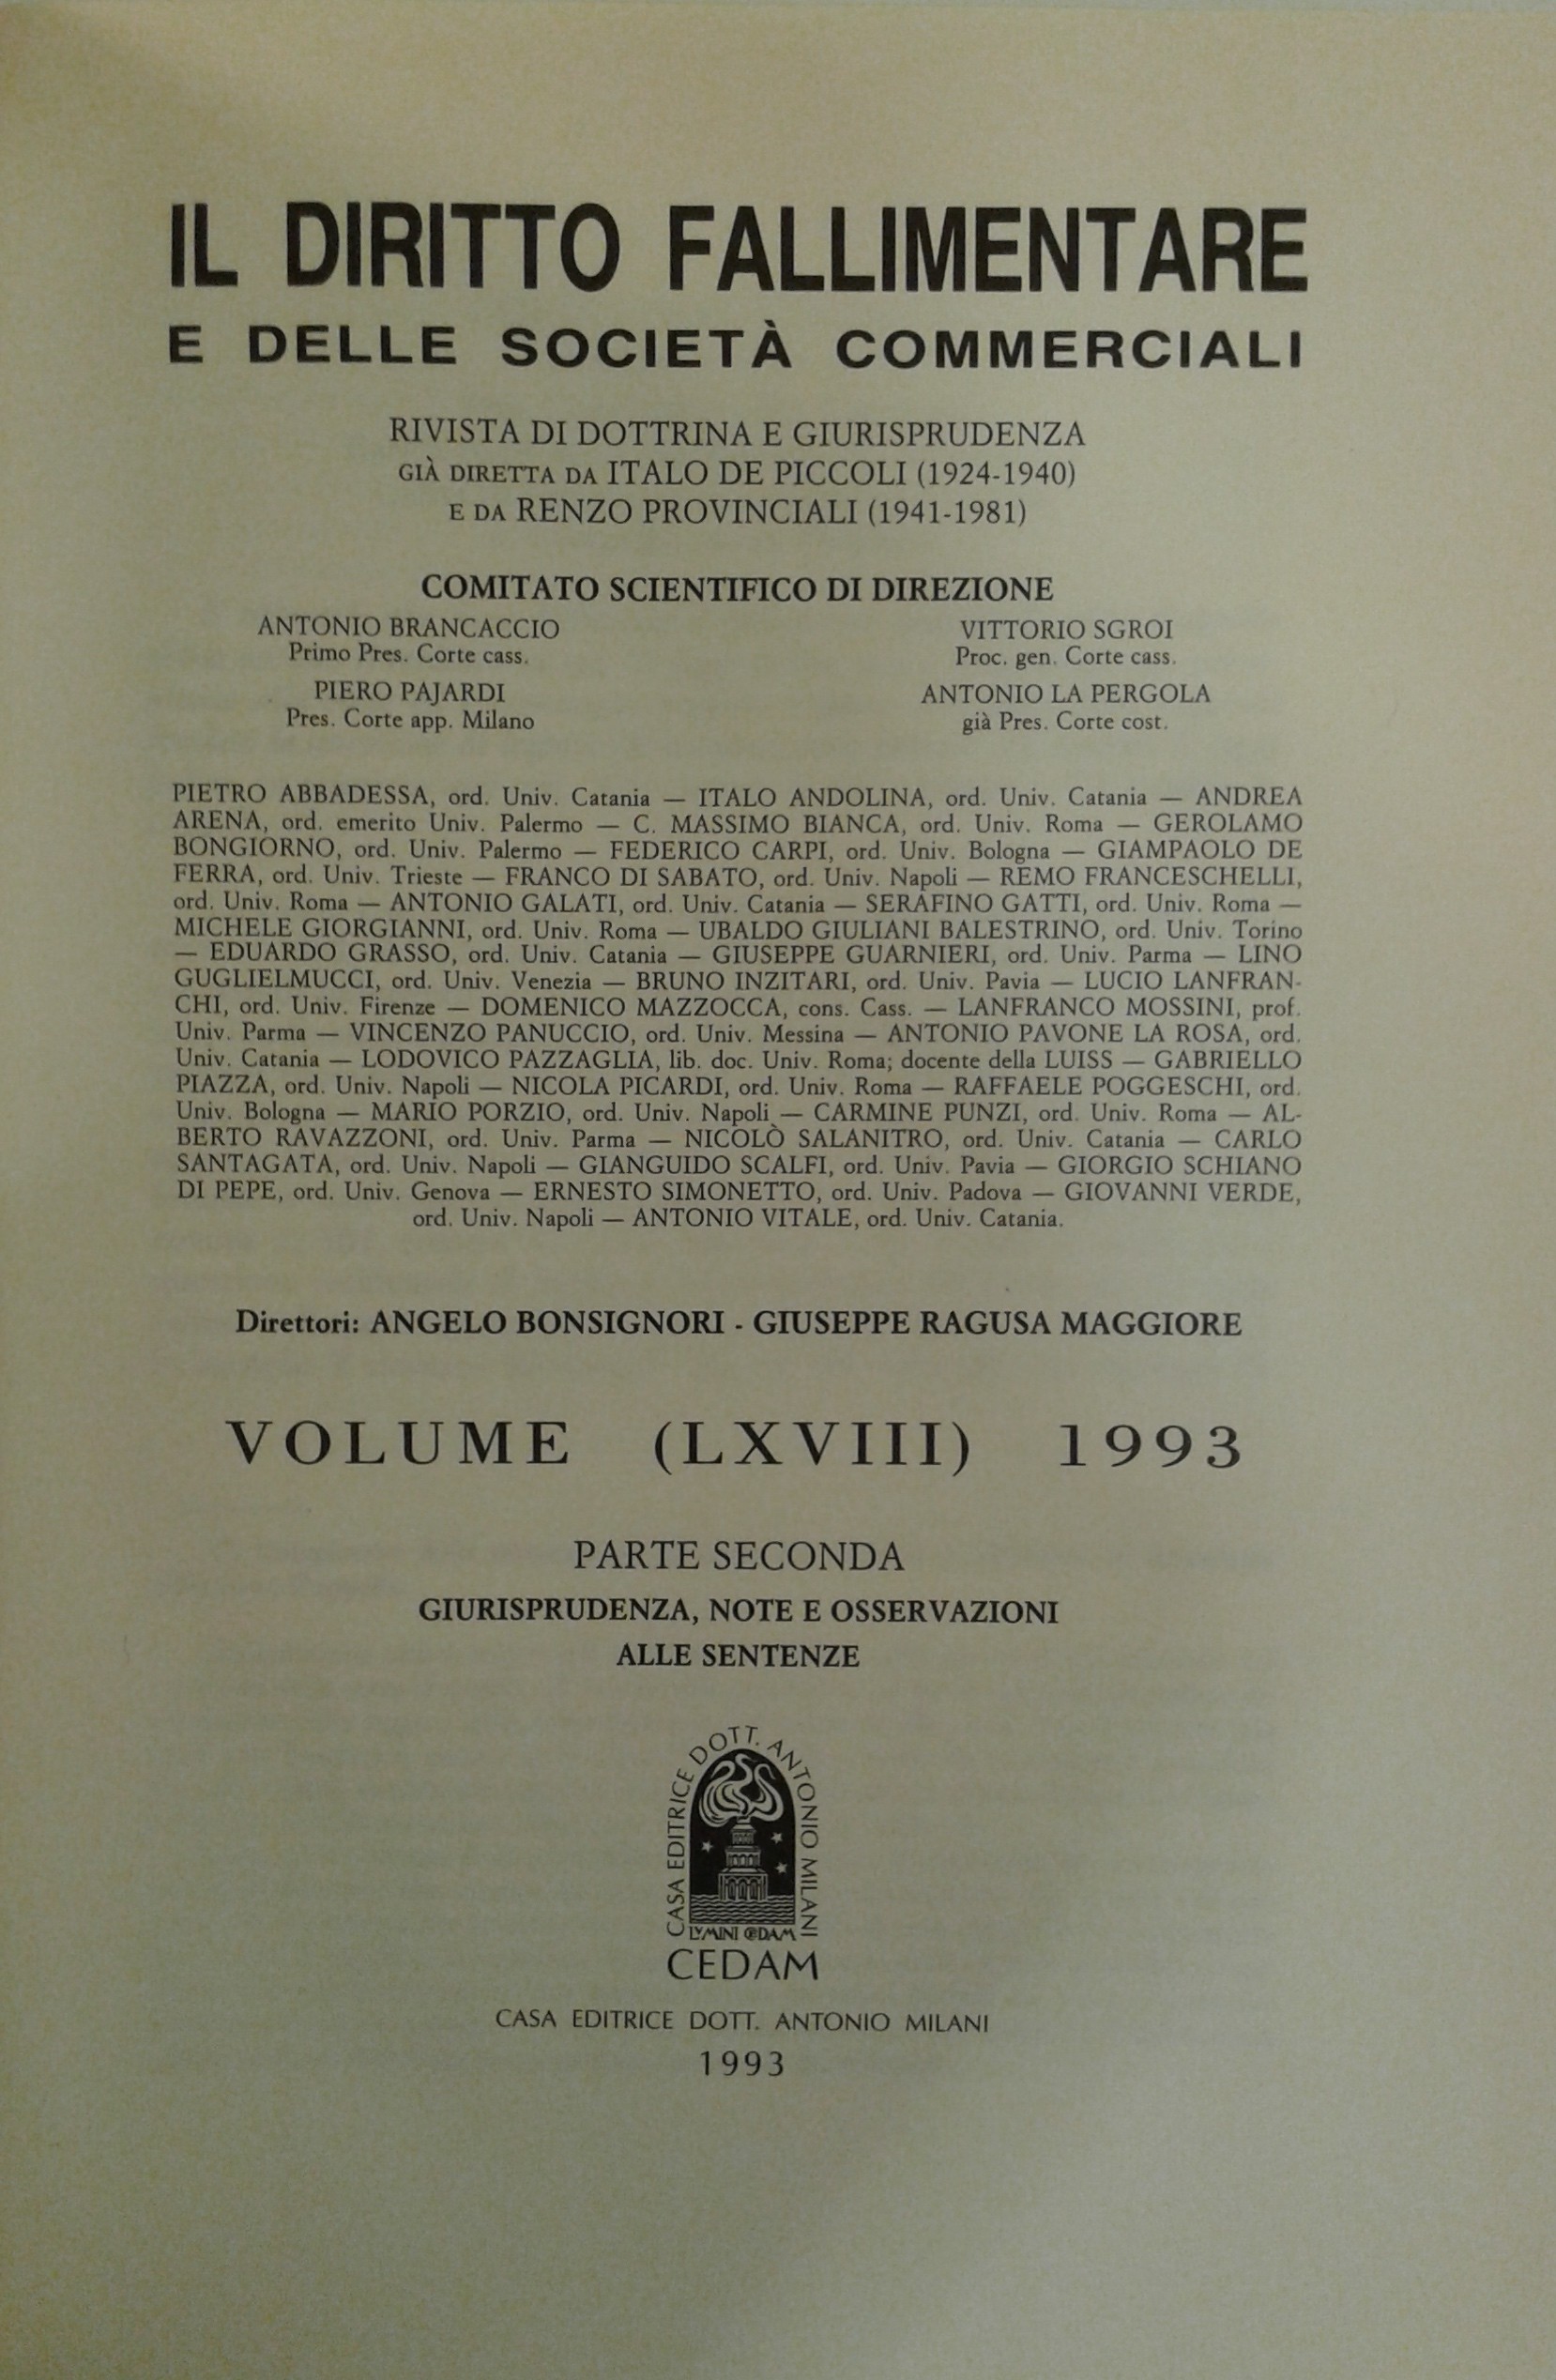 IL DIRITTO FALLIMENTARE
E DELLE SOCIETÀ COMMERCIALI
RIVISTA DI DOTTRINA E GIURISPRUDENZA
GIÀ DIRETTA DA ITALO DE PICCOLI (1924-1940)
E DA RENZO PROVINCIALI (1941-1981)
COMITATO SCIENTIFICO DI DIREZIONE
ANTONIO BRANCACCIO
Primo Pres. Corte cass.
VITTORIO SGROI
Proc. gen. Corte cass.
PIERO PAJARDI
Pres. Corte app. Milano
ANTONIO LA PERGOLA
già Pres. Corte cost.
PIETRO ABBADESSA, ord. Univ. Catania — ITALO ANDOLINA, ord. Univ. Catania — ANDREA
ARENA, ord. emerito Univ. Palermo — C. MASSIMO BIANCA, ord. Univ. Roma — GEROLAMO
BONGIORNO, ord. Univ. Palermo — FEDERICO CARPI, ord. Univ. Bologna — GIAMPAOLO DE
FERRA, ord. Univ. Trieste — FRANCO DI SABATO, ord. Univ. Napoli — REMO FRANCESCHELLI,
ord. Univ. Roma — ANTONIO GALATI, ord. Univ. Catania — SERAFINO GATTI, ord. Univ. Roma —
MICHELE GIORGIANNI, ord. Univ. Roma — UBALDO GIULIANI BALESTRINO, ord. Univ. Torino
— EDUARDO GRASSO, ord. Univ. Catania — GIUSEPPE GUARNIERI, ord. Univ. Parma — LINO
GUGLIELMUCCI, ord. Univ. Venezia — BRUNO INZITARI, ord. Univ. Pavia — LUCIO LANFRAN-
CHI, ord. Univ. Firenze — DOMENICO MAZZOCCA, cons. Cass. — LANFRANCO MOSSINI, prof.
Univ. Parma — VINCENZO PANUCCIO, ord. Univ. Messina — ANTONIO PAVONE LA ROSA, ord.
Univ. Catania — LODOVICO PAZZAGLIA, lib. doc. Univ. Roma; docente della LUISS — GABRIELLO
PIAZZA, ord. Univ. Napoli — NICOLA PICARDI, ord. Univ. Roma — RAFFAELE POGGESCHI, ord.
Univ. Bologna — MARIO PORZIO, ord. Univ. Napoli — CARMINE PUNZI, ord. Univ. Roma — AL-
BERTO RAVAZZONI, ord. Univ. Parma — NICOLÒ SALANITRO, ord. Univ. Catania — CARLO
SANTAGATA, ord. Univ. Napoli — GIANGUIDO SCALFI, ord. Univ. Pavia — GIORGIO SCHIANO
DI PEPE, ord. Univ. Genova — ERNESTO SIMONETTO, ord. Univ. Padova — GIOVANNI VERDE,
ord. Univ. Napoli — ANTONIO VITALE, ord. Univ. Catania.
Direttori: ANGELO BONSIGNORI - GIUSEPPE RAGUSA MAGGIORE
VOLUME (LXVIII) 1993
PARTE SECONDA
GIURISPRUDENZA, NOTE E OSSERVAZIONI
ALLE SENTENZE
CASA EDITRICE DOTT. ANTONIO MILANI
LVMINI CEDAM
CEDAM
CASA EDITRICE DOTT. ANTONIO MILANI
1993